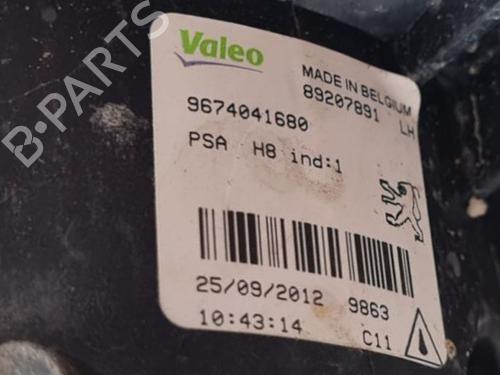 B-PARTS
Valeo
MADE IN BELGIUM
89207891 LH
9674041680
PSA H8 ind:1
25/09/2012 9863
10:43:14 C11